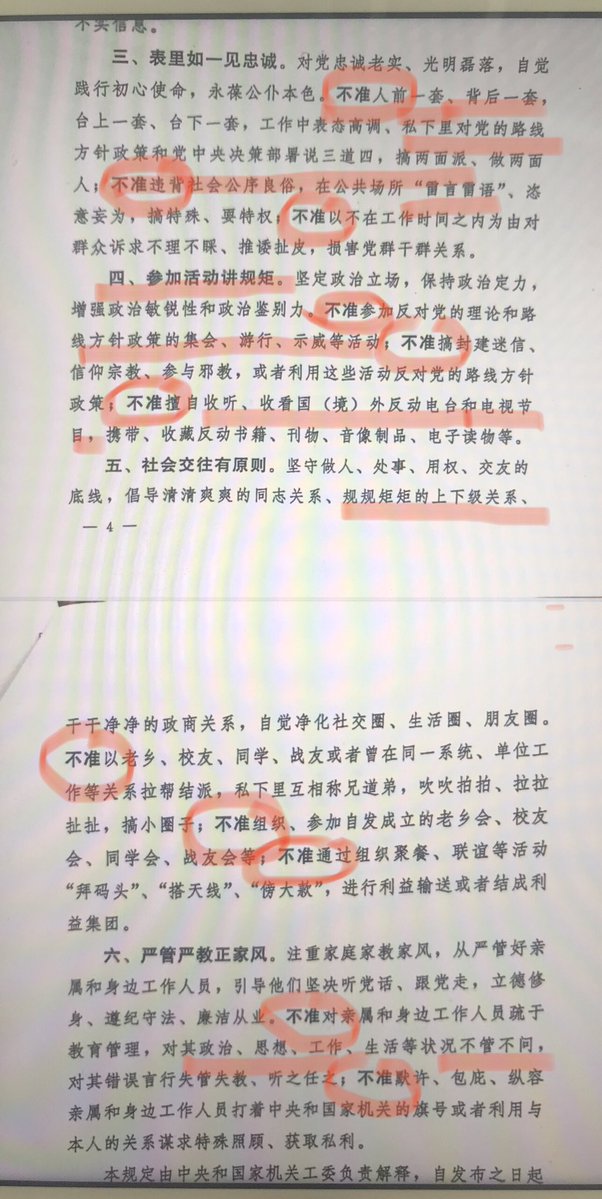 不实信息。
三、表里如一见忠诚。对党忠诚老实、光明磊落，自觉
践行初心使命，永葆公仆本色。不准人前一套、背后一套，
台上一套、台下一套，工作中表态高调、私下里对党的路线
方针政策和党中央决策部署说三道四，搞两面派、做两面
人；不准违背社会公序良俗，在公共场所“雷言雷语”、恣
意妄为，搞特殊、耍特权；不准以不在工作时间之内为由对
群众诉求不理不睬、推诿扯皮，损害党群干群关系。
四、参加活动讲规矩。坚定政治立场，保持政治定力，
增强政治敏锐性和政治鉴别力。不准参加反对党的理论和路
线方针政策的集会、游行、示威等活动；不准搞封建迷信、
信仰宗教、参与邪教，或者利用这些活动反对党的路线方针
政策；不准擅自收听、收看国（境）外反动电台和电视节
目，携带、收藏反动书籍、刊物、音像制品、电子读物等。
五、社会交往有原则。坚守做人、处事、用权、交友的
底线，倡导清清爽爽的同志关系、规规矩矩的上下级关系、
— 4 —
干干净净的政商关系，自觉净化社交圈、生活圈、朋友圈。
不准以老乡、校友、同学、战友或者曾在同一系统、单位工
作等关系拉帮结派，私下里互相称兄道弟，吹吹拍拍、拉拉
扯扯，搞小圈子；不准组织、参加自发成立的老乡会、校友
会、同学会、战友会等；不准通过组织聚餐、联谊等活动
“拜码头”、“搭天线”、“傍大款”，进行利益输送或者结成利
益集团。
六、严管严教正家风。注重家庭家教家风，从严管好亲
属和身边工作人员，引导他们坚决听党话、跟党走，立德修
身、遵纪守法、廉洁从业。不准对亲属和身边工作人员疏于
教育管理，对其政治、思想、工作、生活等状况不管不问，
对其错误言行失管失教、听之任之；不准默许、包庇、纵容
亲属和身边工作人员打着中央和国家机关的旗号或者利用与
本人的关系谋求特殊照顾、获取私利。
本规定由中央和国家机关工委负责解释，自发布之日起